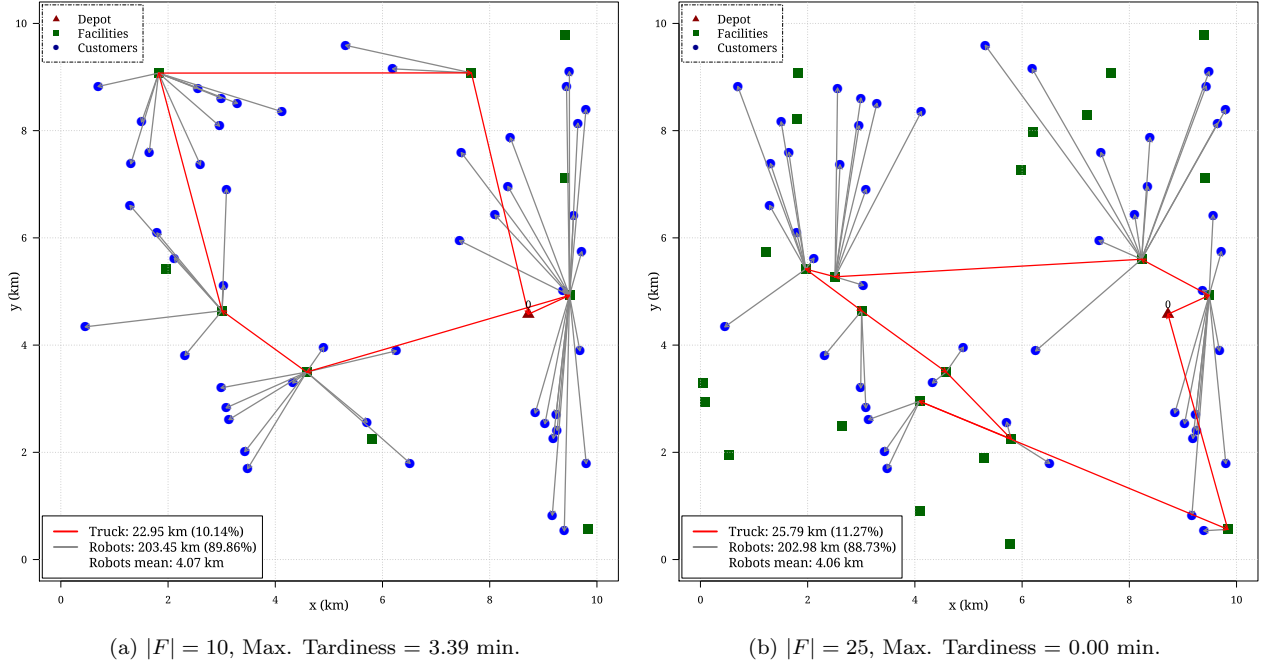 Depot
Facilities
Customers
10
8
6
4
2
0
y (km)
0
Truck: 22.95 km (10.14%)
Robots: 203.45 km (89.86%)
Robots mean: 4.07 km
0 2 4 6 8 10
x (km)
(a) |F| = 10, Max. Tardiness = 3.39 min.
Depot
Facilities
Customers
10
8
6
4
2
0
y (km)
0
Truck: 25.79 km (11.27%)
Robots: 202.98 km (88.73%)
Robots mean: 4.06 km
0 2 4 6 8 10
x (km)
(b) |F| = 25, Max. Tardiness = 0.00 min.